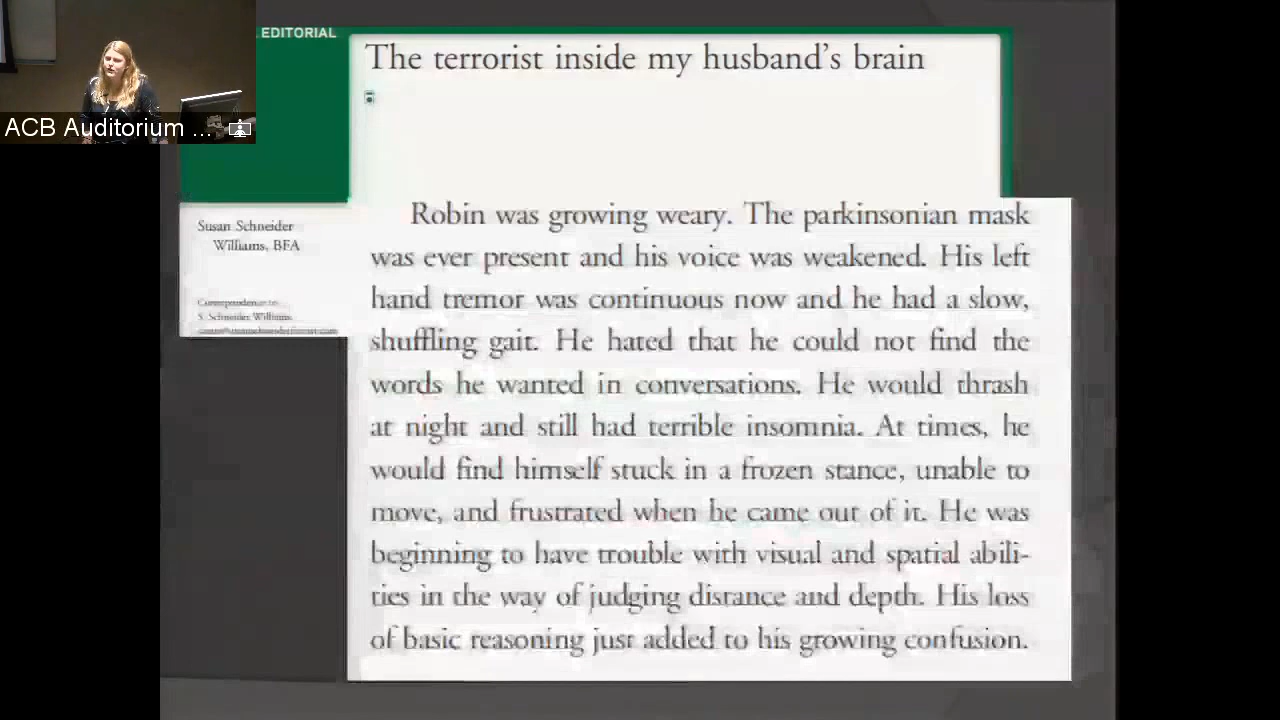 EDITORIAL
The terrorist inside my husband's brain
ACB Auditorium ...
Susan Schneider
Williams, BFA
Correspondence to
S. Schneider Williams:
Robin was growing weary. The parkinsonian mask
was ever present and his voice was weakened. His left
hand tremor was continuous now and he had a slow,
shuffling gait. He hated that he could not find the
words he wanted in conversations. He would thrash
at night and still had terrible insomnia. At times, he
would find himself stuck in a frozen stance, unable to
move, and frustrated when he came out of it. He was
beginning to have trouble with visual and spatial abili-
ties in the way of judging distance and depth. His loss
of basic reasoning just added to his growing confusion.